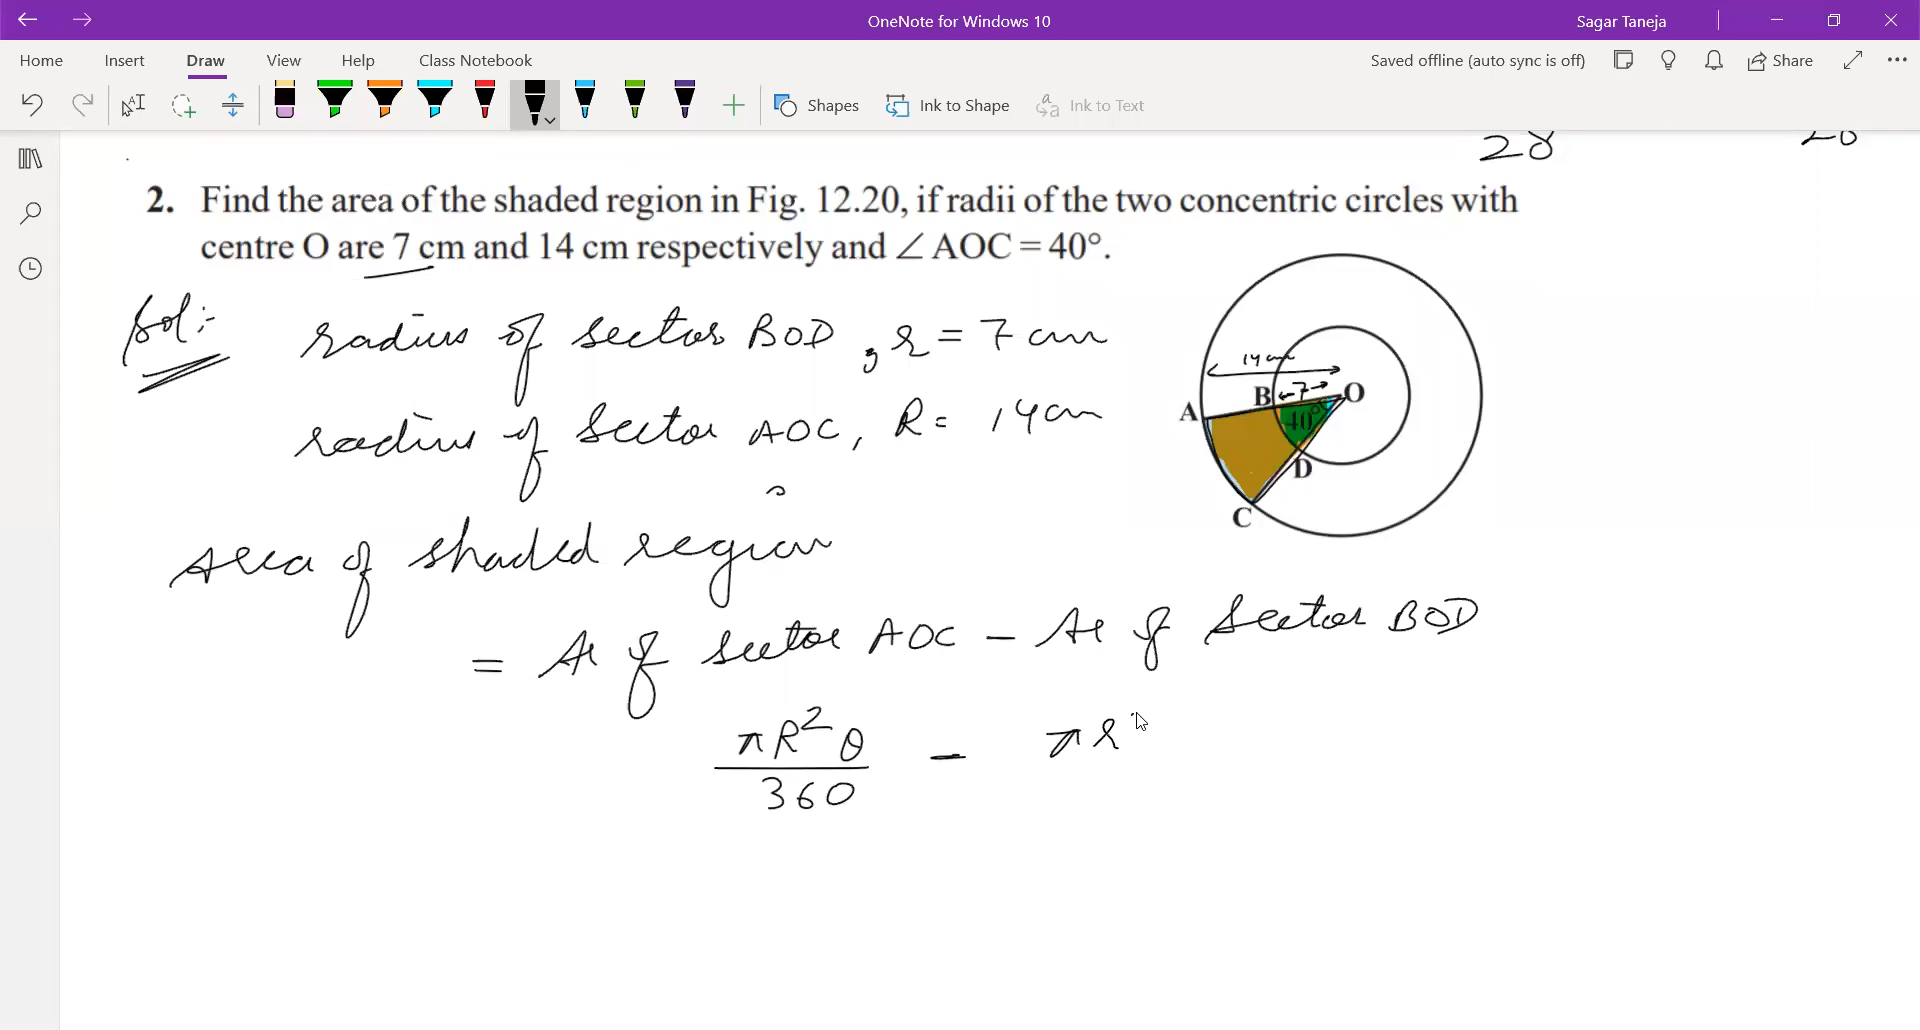 OneNote for Windows 10
Sagar Taneja
Home Insert Draw View Help Class Notebook
Saved offline (auto sync is off) Share
Shapes Ink to Shape Ink to Text
28
2. Find the area of the shaded region in Fig. 12.20, if radii of the two concentric circles with
centre O are 7 cm and 14 cm respectively and ∠AOC = 40°.
Sol:-
radius of sector BOD, r = 7 cm
radius of sector AOC, R = 14 cm
14 cm
B 7 O
A
40°
D
C
Area of shaded region
= Ar of sector AOC - Ar of sector BOD
πR²θ - πr
360